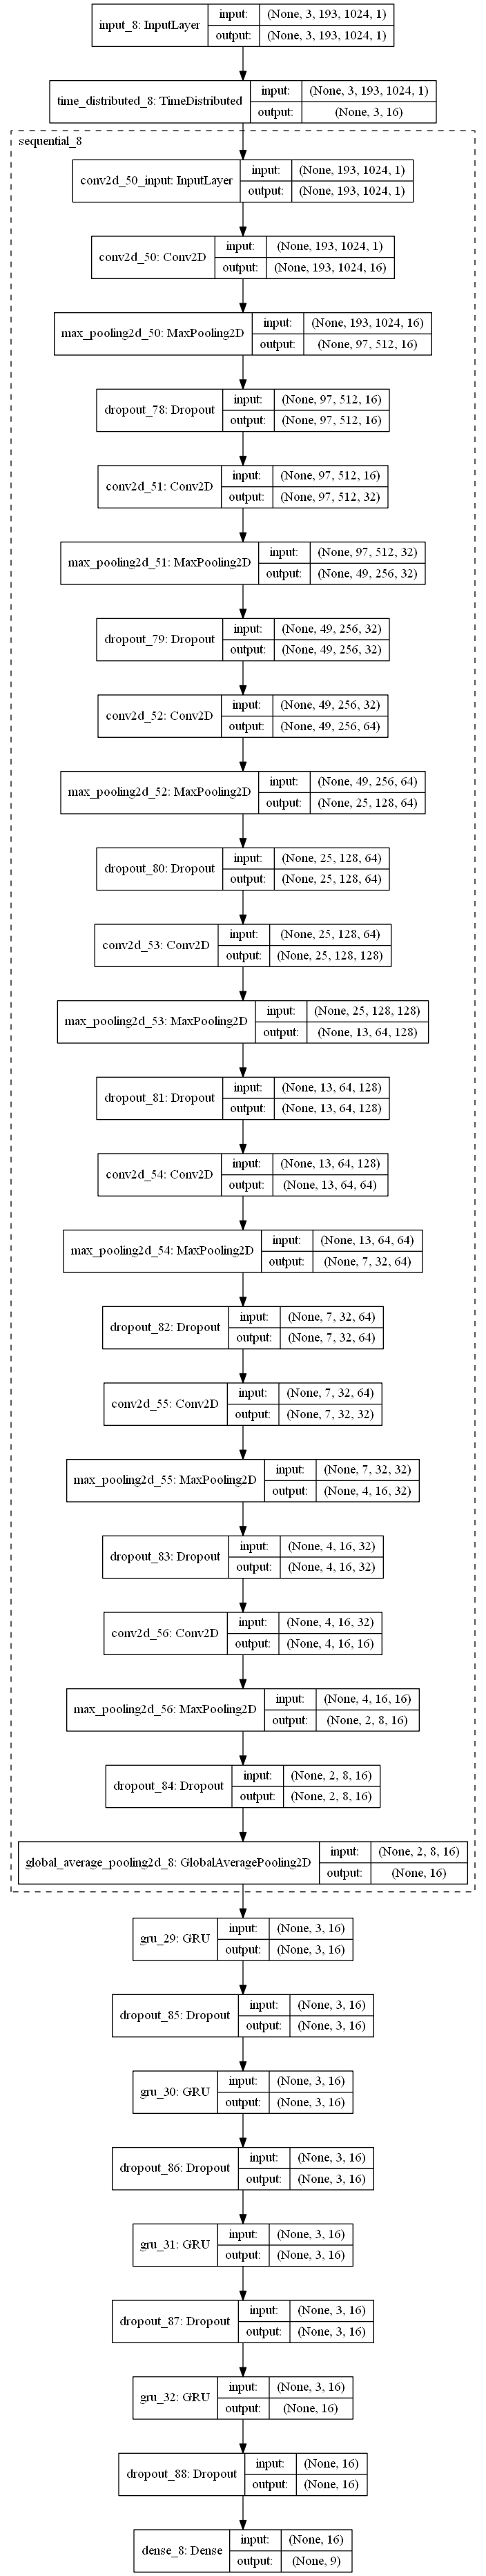 input_8: InputLayer
input:
(None, 3, 193, 1024, 1)
output:
(None, 3, 193, 1024, 1)
time_distributed_8: TimeDistributed
input:
(None, 3, 193, 1024, 1)
output:
(None, 3, 16)
sequential_8
conv2d_50_input: InputLayer
input:
(None, 193, 1024, 1)
output:
(None, 193, 1024, 1)
conv2d_50: Conv2D
input:
(None, 193, 1024, 1)
output:
(None, 193, 1024, 16)
max_pooling2d_50: MaxPooling2D
input:
(None, 193, 1024, 16)
output:
(None, 97, 512, 16)
dropout_78: Dropout
input:
(None, 97, 512, 16)
output:
(None, 97, 512, 16)
conv2d_51: Conv2D
input:
(None, 97, 512, 16)
output:
(None, 97, 512, 32)
max_pooling2d_51: MaxPooling2D
input:
(None, 97, 512, 32)
output:
(None, 49, 256, 32)
dropout_79: Dropout
input:
(None, 49, 256, 32)
output:
(None, 49, 256, 32)
conv2d_52: Conv2D
input:
(None, 49, 256, 32)
output:
(None, 49, 256, 64)
max_pooling2d_52: MaxPooling2D
input:
(None, 49, 256, 64)
output:
(None, 25, 128, 64)
dropout_80: Dropout
input:
(None, 25, 128, 64)
output:
(None, 25, 128, 64)
conv2d_53: Conv2D
input:
(None, 25, 128, 64)
output:
(None, 25, 128, 128)
max_pooling2d_53: MaxPooling2D
input:
(None, 25, 128, 128)
output:
(None, 13, 64, 128)
dropout_81: Dropout
input:
(None, 13, 64, 128)
output:
(None, 13, 64, 128)
conv2d_54: Conv2D
input:
(None, 13, 64, 128)
output:
(None, 13, 64, 64)
max_pooling2d_54: MaxPooling2D
input:
(None, 13, 64, 64)
output:
(None, 7, 32, 64)
dropout_82: Dropout
input:
(None, 7, 32, 64)
output:
(None, 7, 32, 64)
conv2d_55: Conv2D
input:
(None, 7, 32, 64)
output:
(None, 7, 32, 32)
max_pooling2d_55: MaxPooling2D
input:
(None, 7, 32, 32)
output:
(None, 4, 16, 32)
dropout_83: Dropout
input:
(None, 4, 16, 32)
output:
(None, 4, 16, 32)
conv2d_56: Conv2D
input:
(None, 4, 16, 32)
output:
(None, 4, 16, 16)
max_pooling2d_56: MaxPooling2D
input:
(None, 4, 16, 16)
output:
(None, 2, 8, 16)
dropout_84: Dropout
input:
(None, 2, 8, 16)
output:
(None, 2, 8, 16)
global_average_pooling2d_8: GlobalAveragePooling2D
input:
(None, 2, 8, 16)
output:
(None, 16)
gru_29: GRU
input:
(None, 3, 16)
output:
(None, 3, 16)
dropout_85: Dropout
input:
(None, 3, 16)
output:
(None, 3, 16)
gru_30: GRU
input:
(None, 3, 16)
output:
(None, 3, 16)
dropout_86: Dropout
input:
(None, 3, 16)
output:
(None, 3, 16)
gru_31: GRU
input:
(None, 3, 16)
output:
(None, 3, 16)
dropout_87: Dropout
input:
(None, 3, 16)
output:
(None, 3, 16)
gru_32: GRU
input:
(None, 3, 16)
output:
(None, 16)
dropout_88: Dropout
input:
(None, 16)
output:
(None, 16)
dense_8: Dense
input:
(None, 16)
output:
(None, 9)